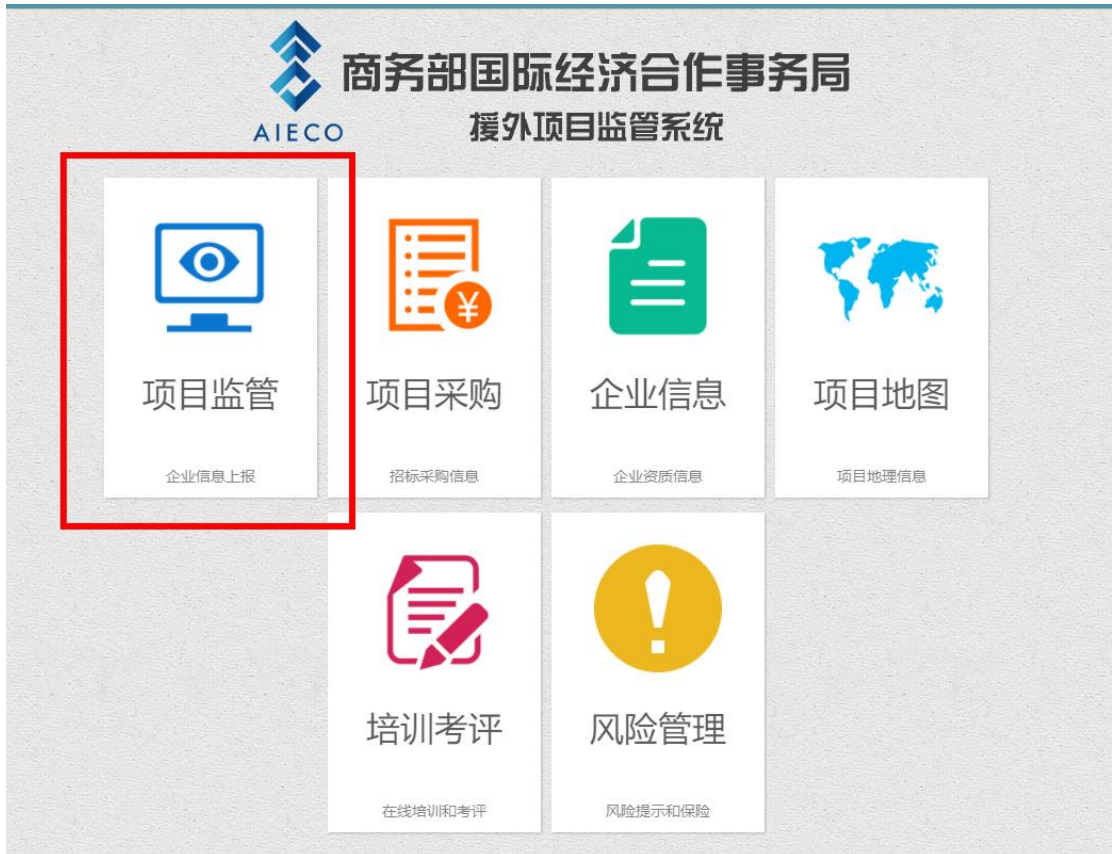 商务部国际经济合作事务局
AIECO
援外项目监管系统
¥
项目监管
项目采购
企业信息
项目地图
企业信息上报
招标采购信息
企业资质信息
项目地理信息
培训考评
风险管理
在线培训和考评
风险提示和保险